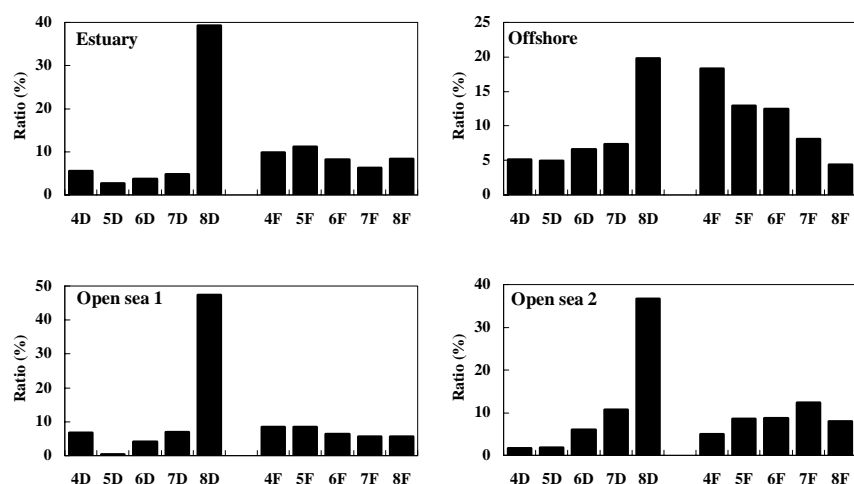 Estuary
Ratio (%)
40
30
20
10
0
4D 5D 6D 7D 8D 4F 5F 6F 7F 8F
Offshore
Ratio (%)
25
20
15
10
5
0
4D 5D 6D 7D 8D 4F 5F 6F 7F 8F
Open sea 1
Ratio (%)
50
40
30
20
10
0
4D 5D 6D 7D 8D 4F 5F 6F 7F 8F
Open sea 2
Ratio (%)
40
30
20
10
0
4D 5D 6D 7D 8D 4F 5F 6F 7F 8F